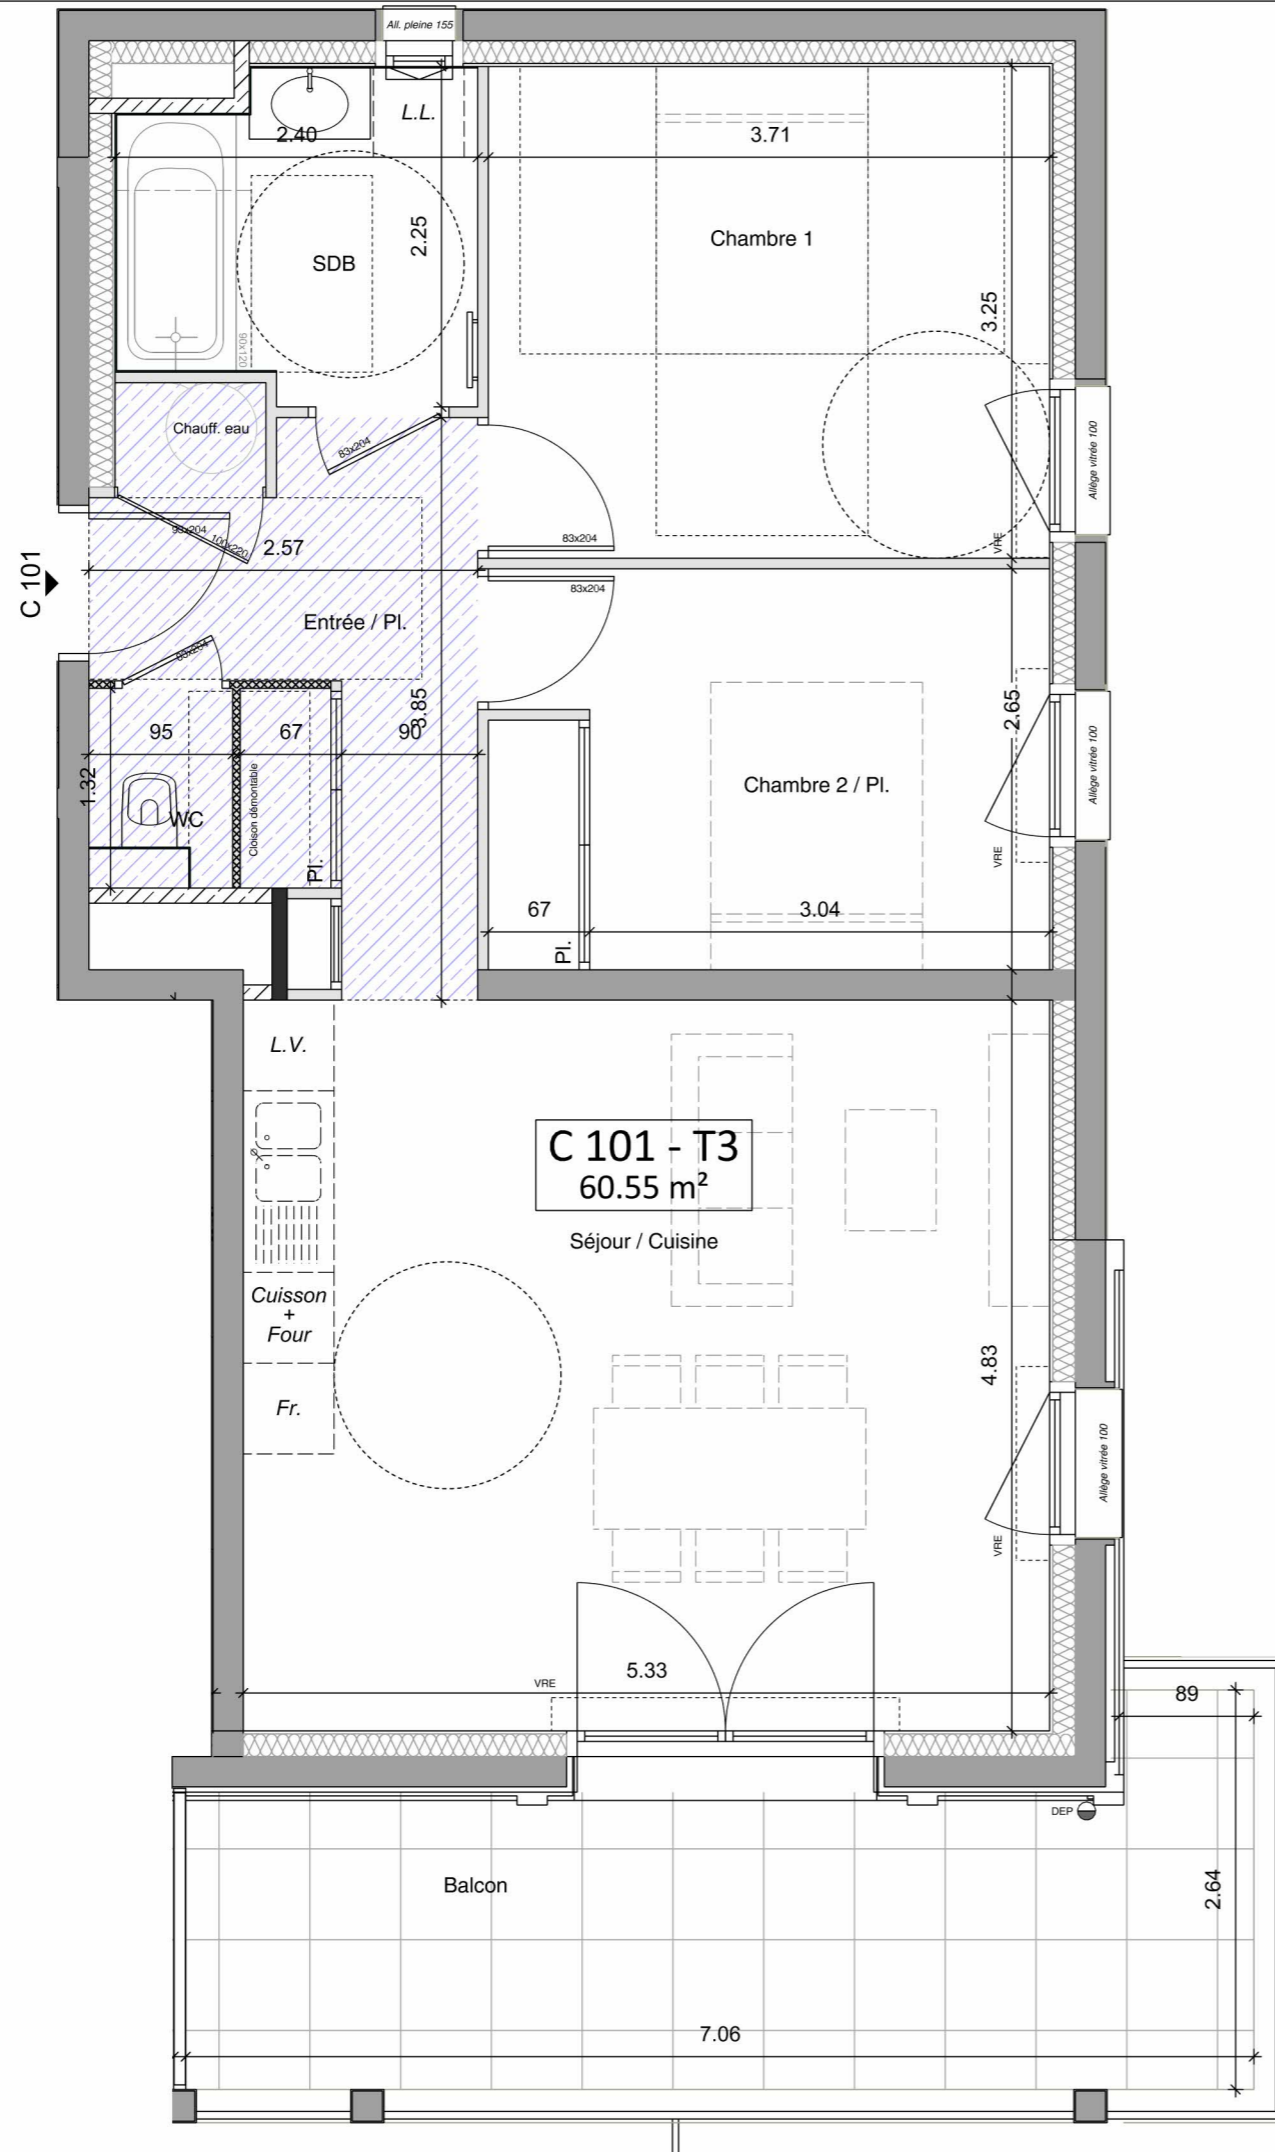 All. pleine 155
L.L.
2.40
3.71
2.25
SDB
Chambre 1
3.25
90x120
Chauff. eau
83x204
Allège vitrée 100
VRE
93x204
100x220
2.57
83x204
C 101
83x204
Entrée / Pl.
83x204
3.85
2.65
95
67
90
1.32
WC
Cloison démontable
Pl.
Chambre 2 / Pl.
Allège vitrée 100
VRE
67
3.04
Pl.
L.V.
C 101 - T3
60.55 m²
Séjour / Cuisine
Cuisson
+
Four
Fr.
4.83
Allège vitrée 100
VRE
5.33
VRE
89
DEP
Balcon
2.64
7.06